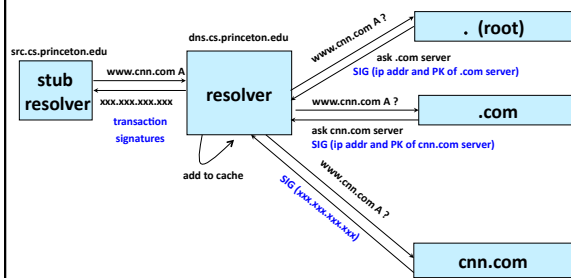 src.cs.princeton.edu
dns.cs.princeton.edu
www.cnn.com A ?
. (root)
ask .com server
SIG (ip addr and PK of .com server)
stub
resolver
www.cnn.com A
xxx.xxx.xxx.xxx
transaction
signatures
resolver
www.cnn.com A ?
.com
ask cnn.com server
SIG (ip addr and PK of cnn.com server)
add to cache
www.cnn.com A ?
SIG (xxx.xxx.xxx.xxx)
cnn.com